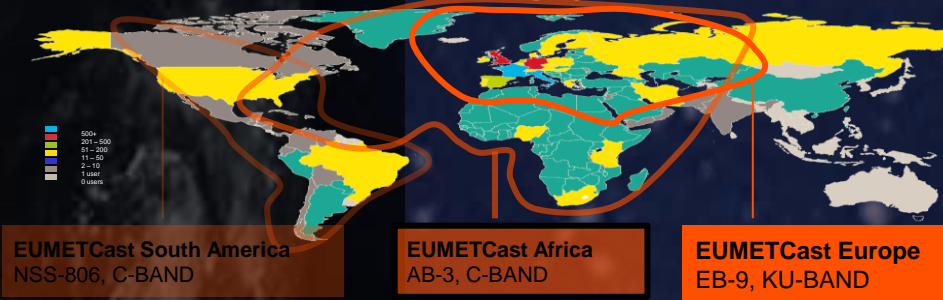 500+
201 – 500
51 – 200
11 – 50
2 – 10
1 user
0 users
EUMETCast South America
NSS-806, C-BAND
EUMETCast Africa
AB-3, C-BAND
EUMETCast Europe
EB-9, KU-BAND